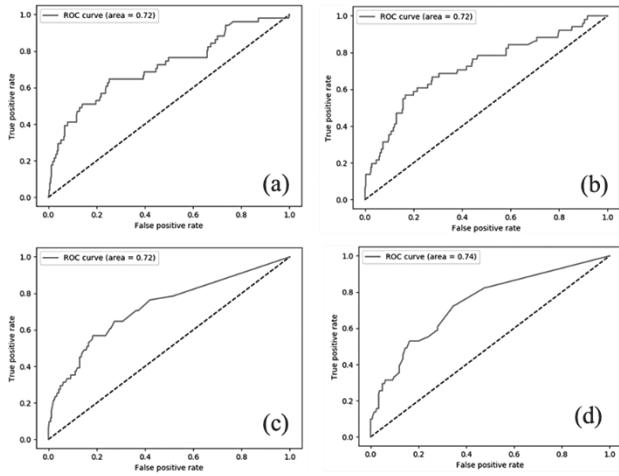 ROC curve (area = 0.72)
True positive rate
1.0
0.8
0.6
0.4
0.2
0.0
0.0 0.2 0.4 0.6 0.8 1.0
False positive rate
(a)
ROC curve (area = 0.72)
True positive rate
1.0
0.8
0.6
0.4
0.2
0.0
0.0 0.2 0.4 0.6 0.8 1.0
False positive rate
(b)
ROC curve (area = 0.72)
True positive rate
1.0
0.8
0.6
0.4
0.2
0.0
0.0 0.2 0.4 0.6 0.8 1.0
False positive rate
(c)
ROC curve (area = 0.74)
True positive rate
1.0
0.8
0.6
0.4
0.2
0.0
0.0 0.2 0.4 0.6 0.8 1.0
False positive rate
(d)